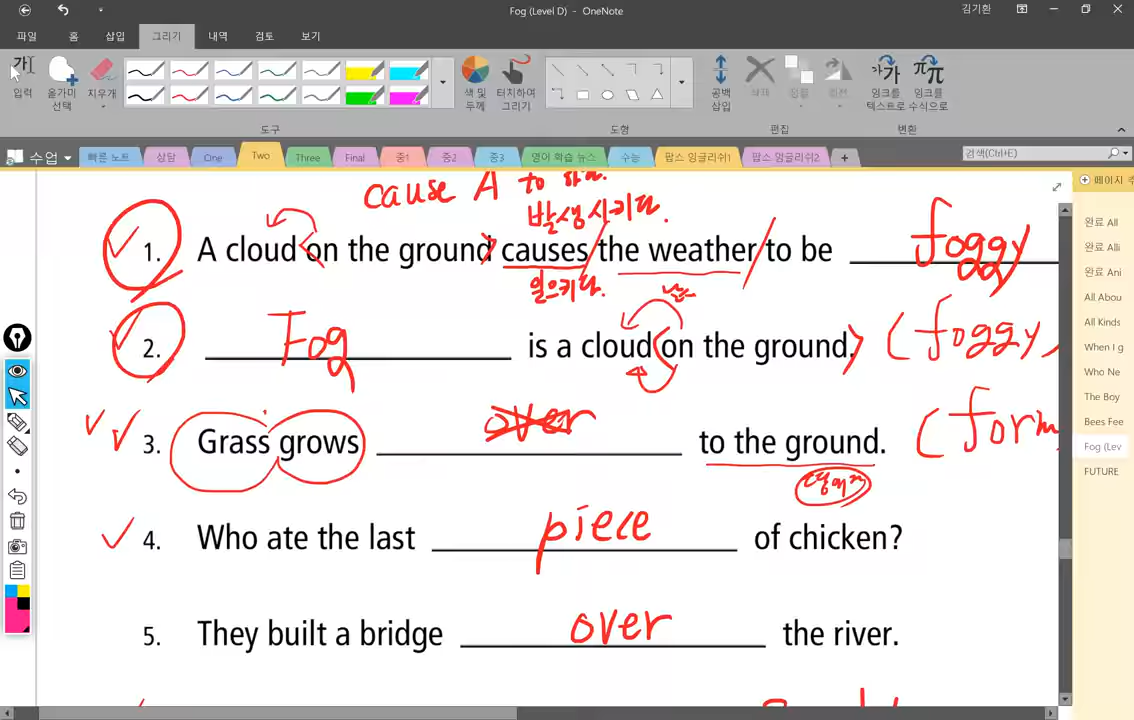 Fog (Level D) - OneNote
김기환
파일 홈 삽입 그리기 내역 검토 보기
입력 올가미 선택 지우개 색 및 두께 터치하여 그리기 공백 삽입 삭제 정렬 회전 잉크를 텍스트로 잉크를 수식으로
도구 도형 편집 변환
수업 빠른 노트 상담 One Two Three Final 중1 중2 중3 영어 학습 뉴스 수능 팝스 잉글리쉬1 팝스 잉글리쉬2 검색(Ctrl+E)
페이지 추
완료 All
완료 Alli
완료 Ani
All Abou
All Kinds
When I g
Who Ne
The Boy
Bees Fee
Fog (Lev
FUTURE
cause A to
발생시키다.
1. A cloud on the ground causes the weather to be foggy
일으키다.
2. Fog is a cloud on the ground. (foggy,
3. Grass grows over to the ground. (form
4. Who ate the last piece of chicken?
5. They built a bridge over the river.